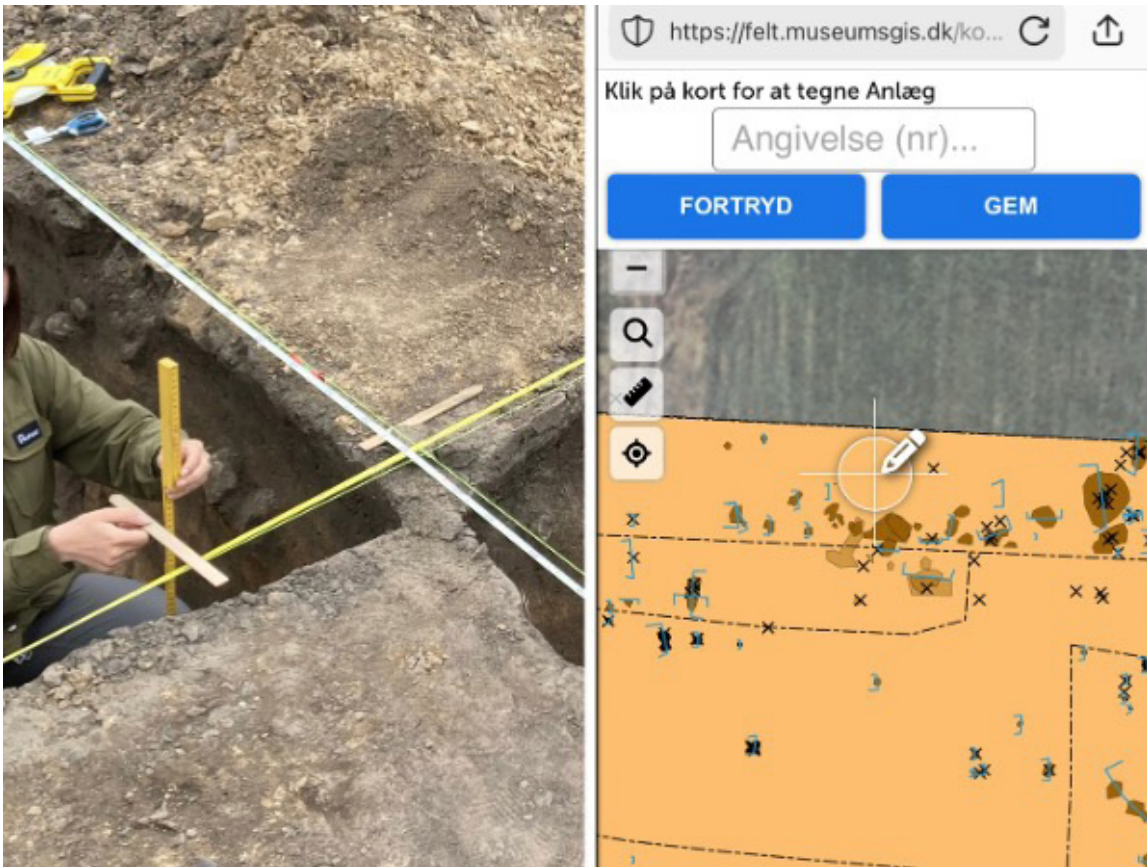 https://felt.museumsgis.dk/ko...
Klik på kort for at tegne Anlæg
Angivelse (nr)...
FORTRYD
GEM